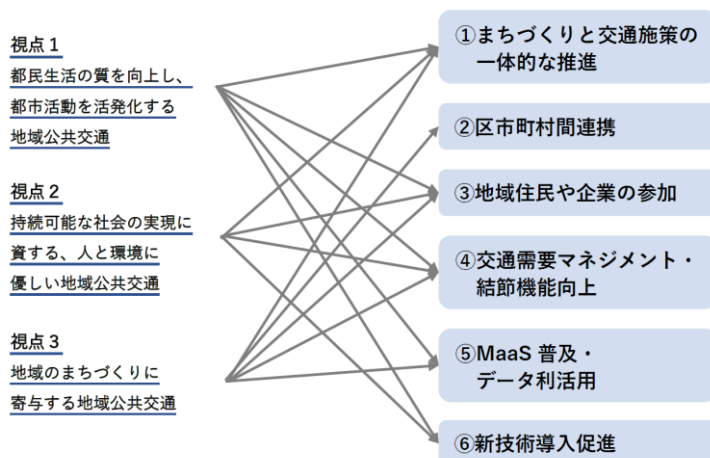 視点1
都民生活の質を向上し、
都市活動を活発化する
地域公共交通
視点2
持続可能な社会の実現に
資する、人と環境に
優しい地域公共交通
視点3
地域のまちづくりに
寄与する地域公共交通
①まちづくりと交通施策の
一体的な推進
②区市町村間連携
③地域住民や企業の参加
④交通需要マネジメント・
結節機能向上
⑤MaaS 普及・
データ利活用
⑥新技術導入促進